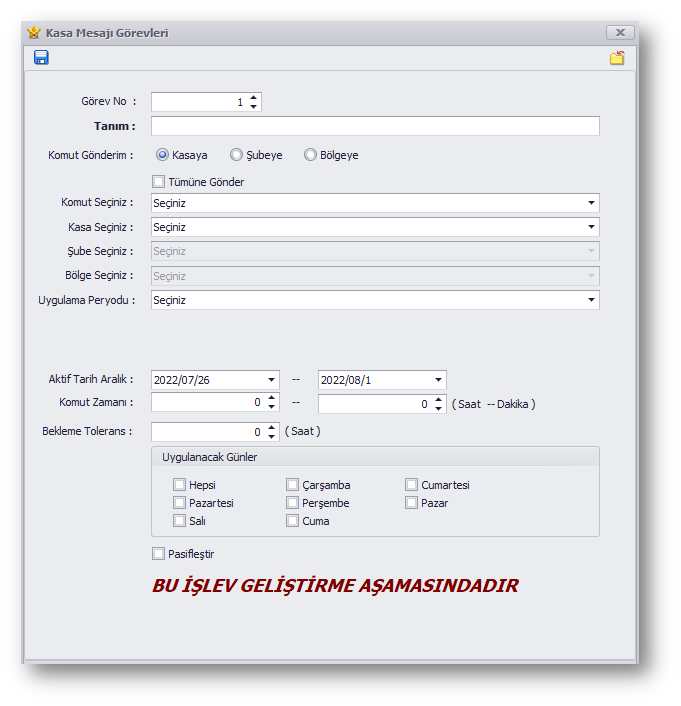 Kasa Mesajı Görevleri
Görev No : 1
Tanım :
Komut Gönderim : Kasaya Şubeye Bölgeye
Tümüne Gönder
Komut Seçiniz : Seçiniz
Kasa Seçiniz : Seçiniz
Şube Seçiniz : Seçiniz
Bölge Seçiniz : Seçiniz
Uygulama Peryodu : Seçiniz
Aktif Tarih Aralık : 2022/07/26 -- 2022/08/1
Komut Zamanı : 0 -- 0 ( Saat -- Dakika )
Bekleme Tolerans : 0 ( Saat )
Uygulanacak Günler
Hepsi Çarşamba Cumartesi
Pazartesi Perşembe Pazar
Salı Cuma
Pasifleştir
BU İŞLEV GELİŞTİRME AŞAMASINDADIR